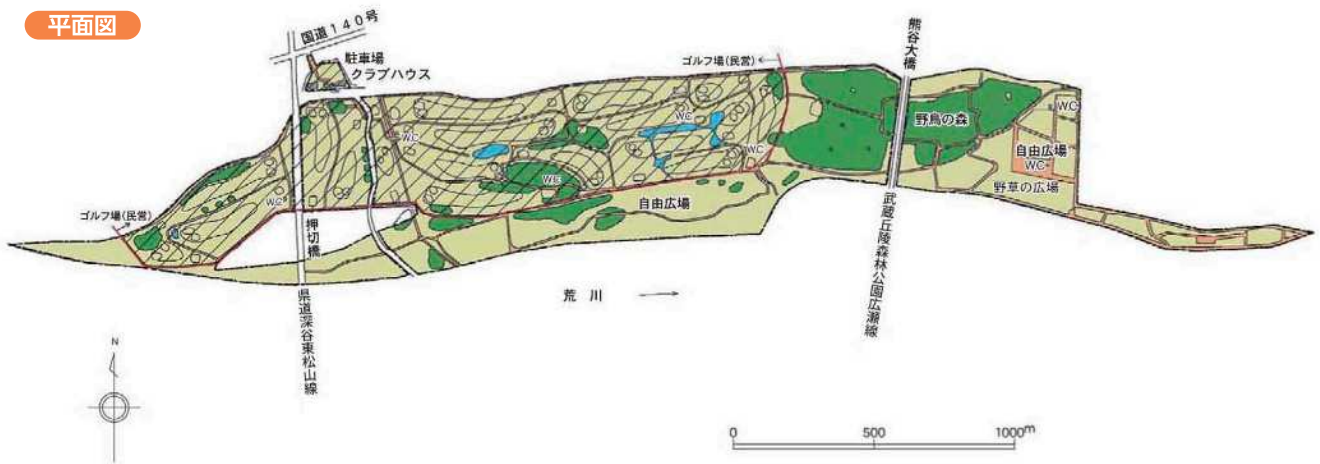 平面図
国道140号
駐車場
クラブハウス
ゴルフ場(民営)
熊谷大橋
WC
WC
野鳥の森
WC
WC
自由広場
WC
WC
野草の広場
WC
自由広場
ゴルフ場(民営)
押切橋
荒川
県道深谷東松山線
武蔵丘陵森林公園広瀬線
N
0 500 1000m